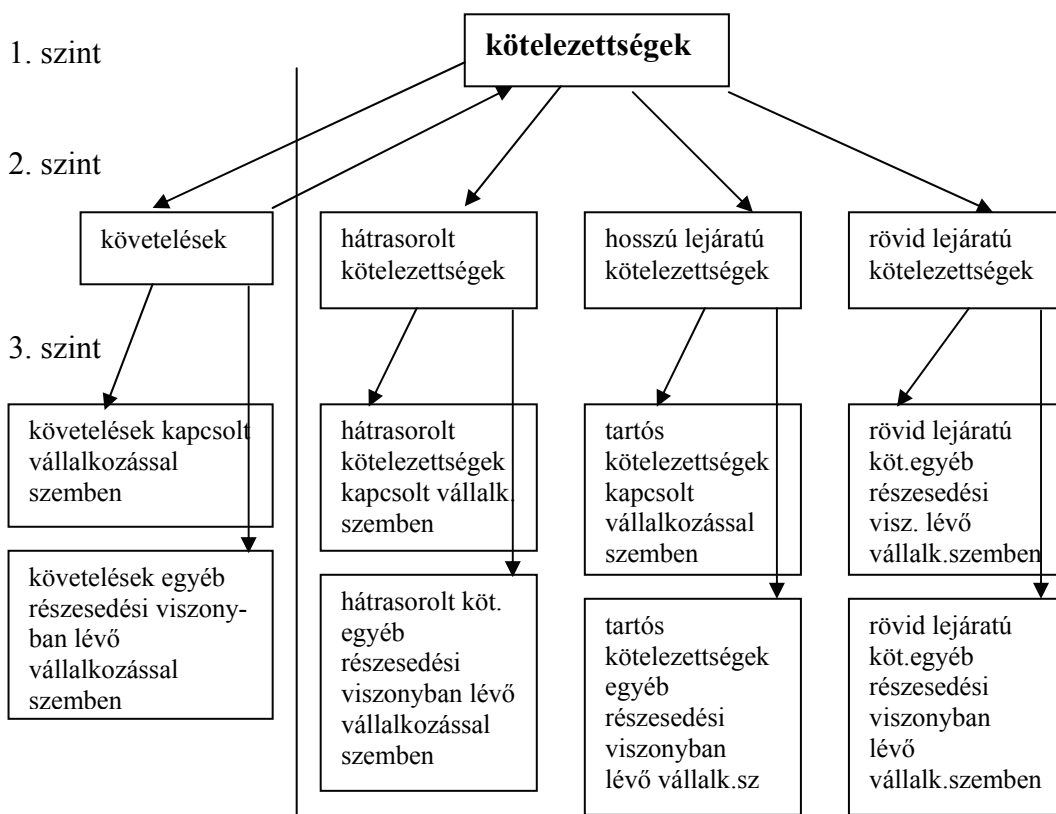 1. szint
kötelezettségek
2. szint
követelések
hátrasorolt
kötelezettségek
hosszú lejáratú
kötelezettségek
rövid lejáratú
kötelezettségek
3. szint
követelések kapcsolt
vállalkozással
szemben
hátrasorolt
kötelezettségek
kapcsolt vállalk.
szemben
tartós
kötelezettségek
kapcsolt
vállalkozással
szemben
rövid lejáratú
köt.egyéb
részesedési
visz. lévő
vállalk.szemben
követelések egyéb
részesedési viszony-
ban lévő
vállalkozással
szemben
hátrasorolt köt.
egyéb
részesedési
viszonyban lévő
vállalkozással
szemben
tartós
kötelezettségek
egyéb
részesedési
viszonyban
lévő vállalk.sz
rövid lejáratú
köt.egyéb
részesedési
viszonyban
lévő
vállalk.szemben